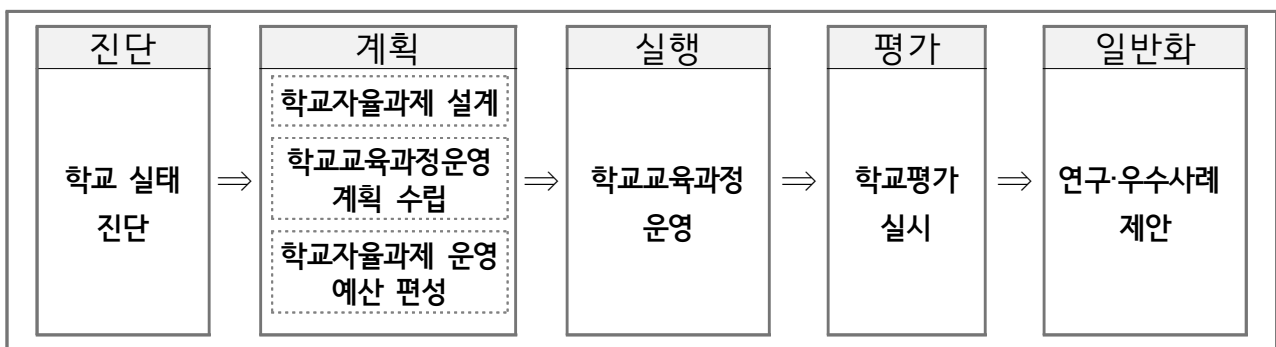 진단
학교 실태
진단
⇒
계획
학교자율과제 설계
학교교육과정운영
계획 수립
학교자율과제 운영
예산 편성
⇒
실행
학교교육과정
운영
⇒
평가
학교평가
실시
⇒
일반화
연구·우수사례
제안